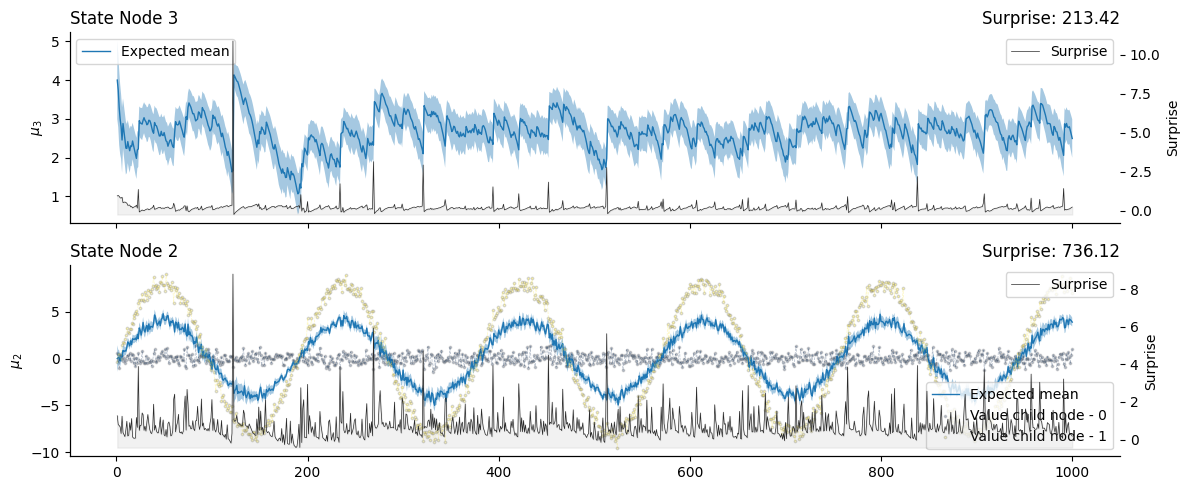 State Node 3
Surprise: 213.42
Expected mean
Surprise
5
4
3
2
1
μ3
10.0
7.5
5.0
2.5
0.0
Surprise
State Node 2
Surprise: 736.12
Surprise
5
0
−5
−10
μ2
8
6
4
2
0
Surprise
Expected mean
Value child node - 0
Value child node - 1
0
200
400
600
800
1000